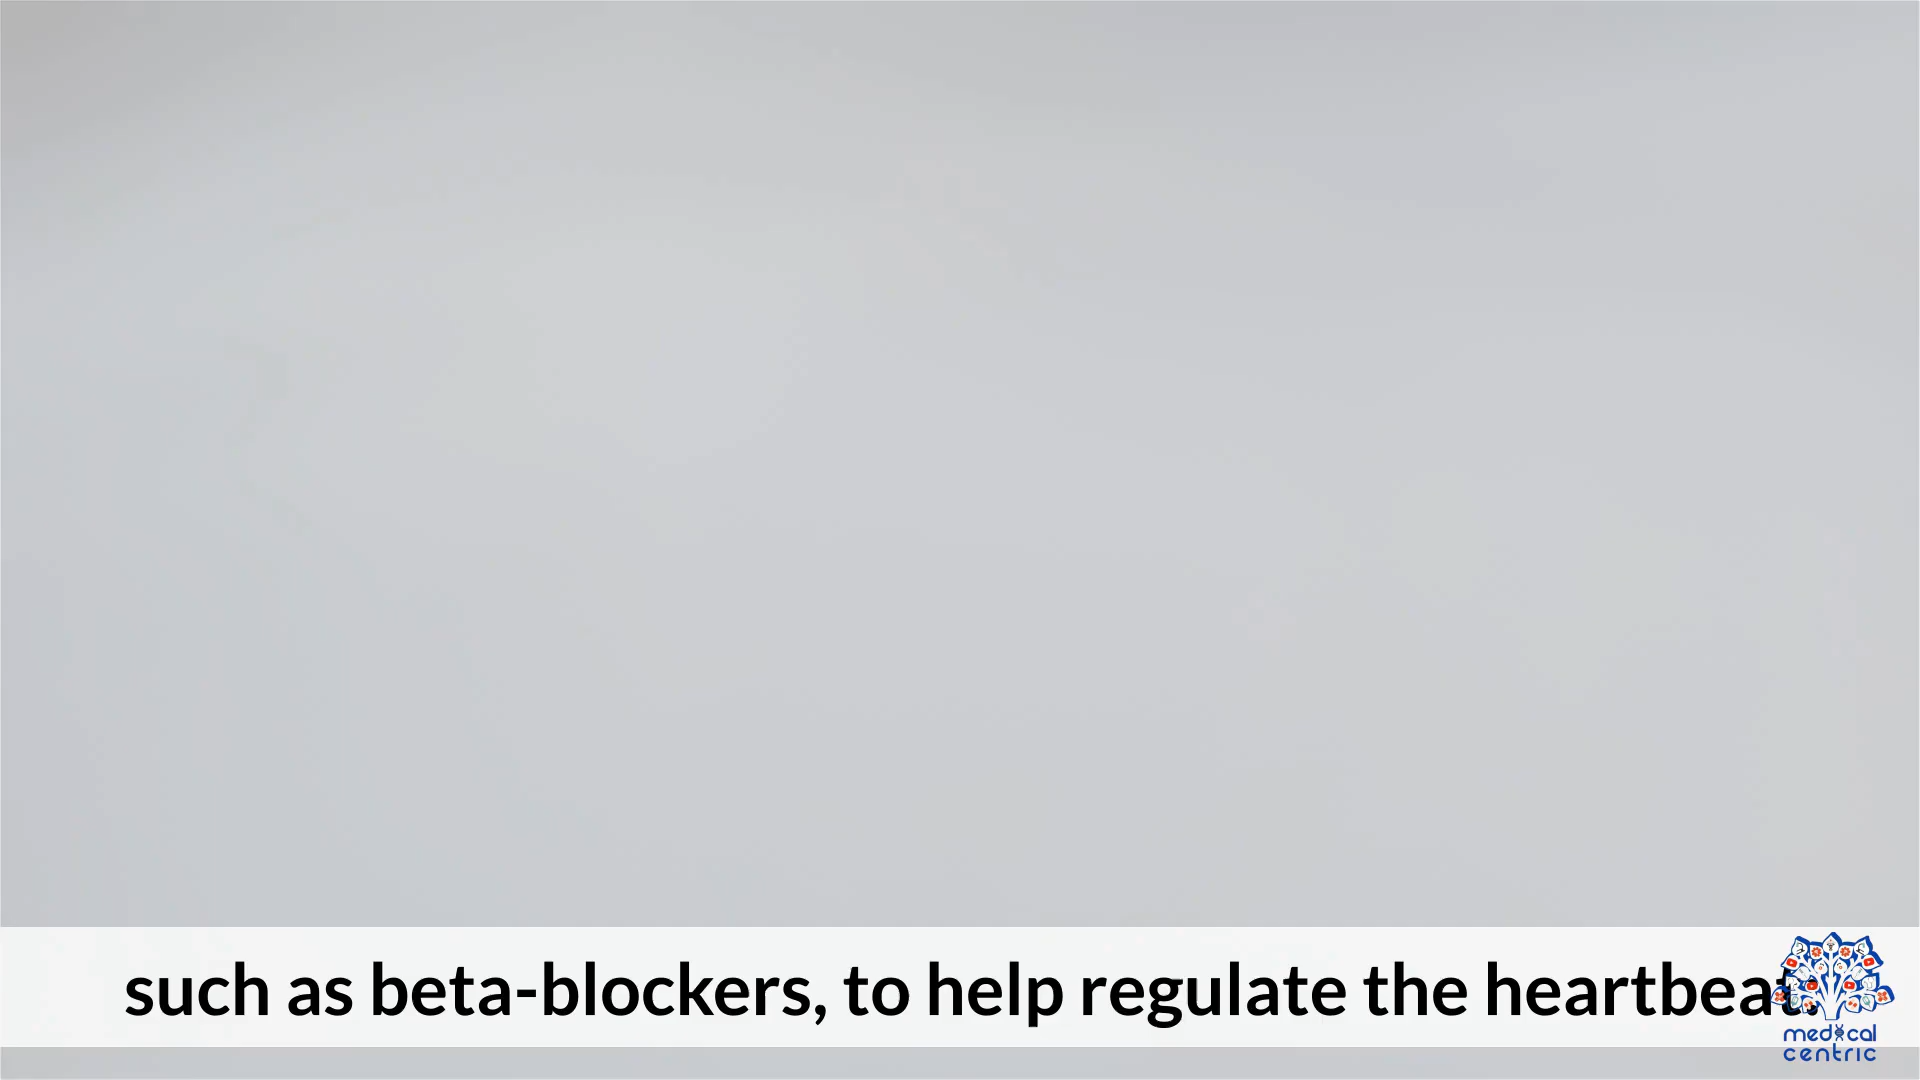 such as beta-blockers, to help regulate the heartbeat.
medical
centric